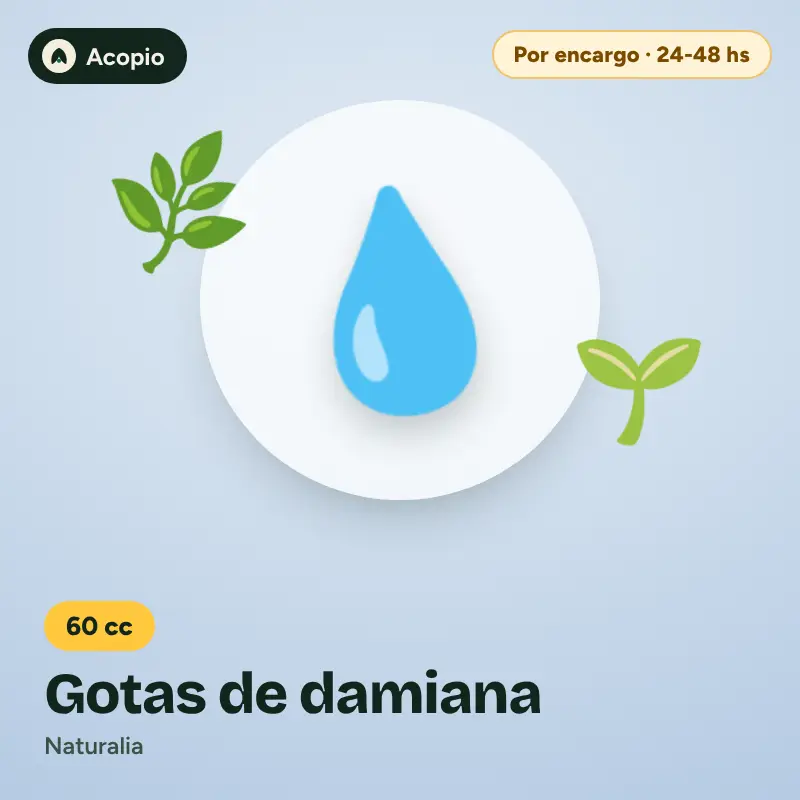 Acopio
Por encargo · 24-48 hs
60 cc
Gotas de damiana
Naturalia